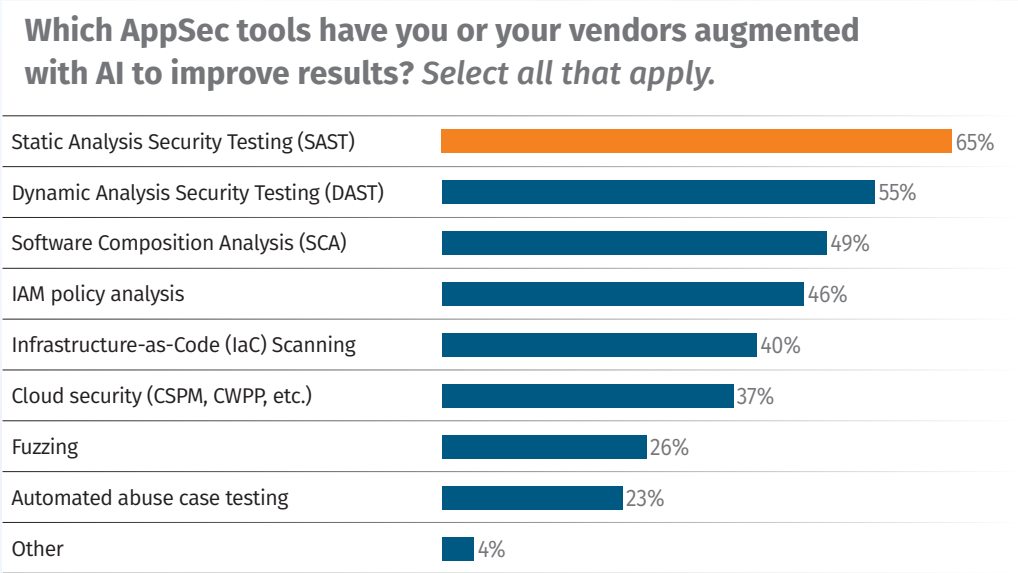 Which AppSec tools have you or your vendors augmented
with AI to improve results? Select all that apply.
Static Analysis Security Testing (SAST) 65%
Dynamic Analysis Security Testing (DAST) 55%
Software Composition Analysis (SCA) 49%
IAM policy analysis 46%
Infrastructure-as-Code (IaC) Scanning 40%
Cloud security (CSPM, CWPP, etc.) 37%
Fuzzing 26%
Automated abuse case testing 23%
Other 4%